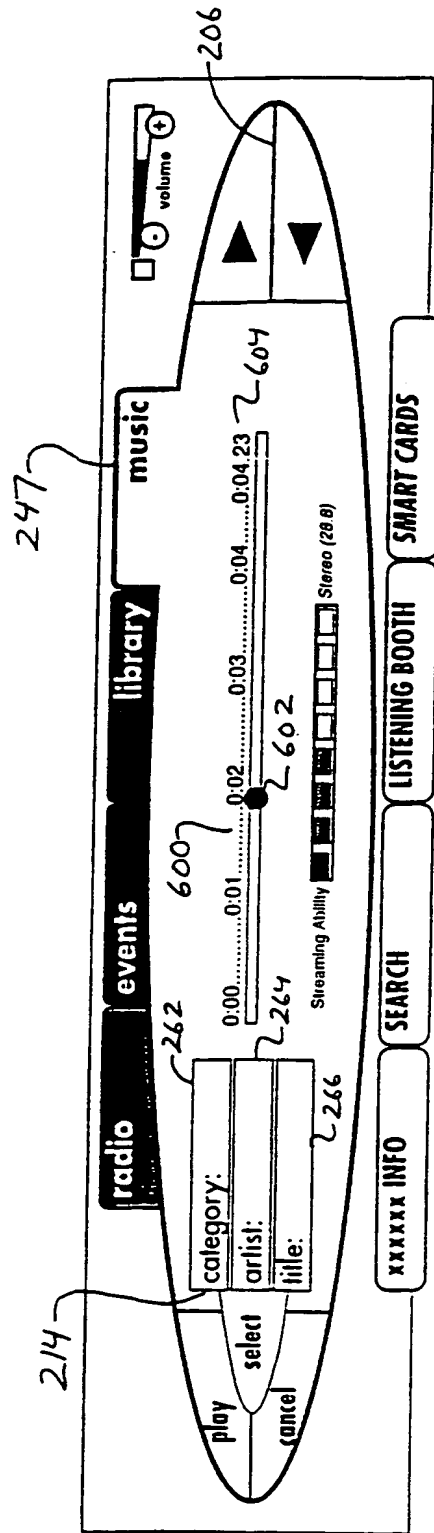 247
radio
events
library
music
- +
volume
206
214
play
select
cancel
category:
artist:
title:
262
264
266
600
0:00 0:01 0:02 0:03 0:04 0:04.23
604
602
Streaming Ability
Stereo (28.8)
xxxxxx INFO
SEARCH
LISTENING BOOTH
SMART CARDS